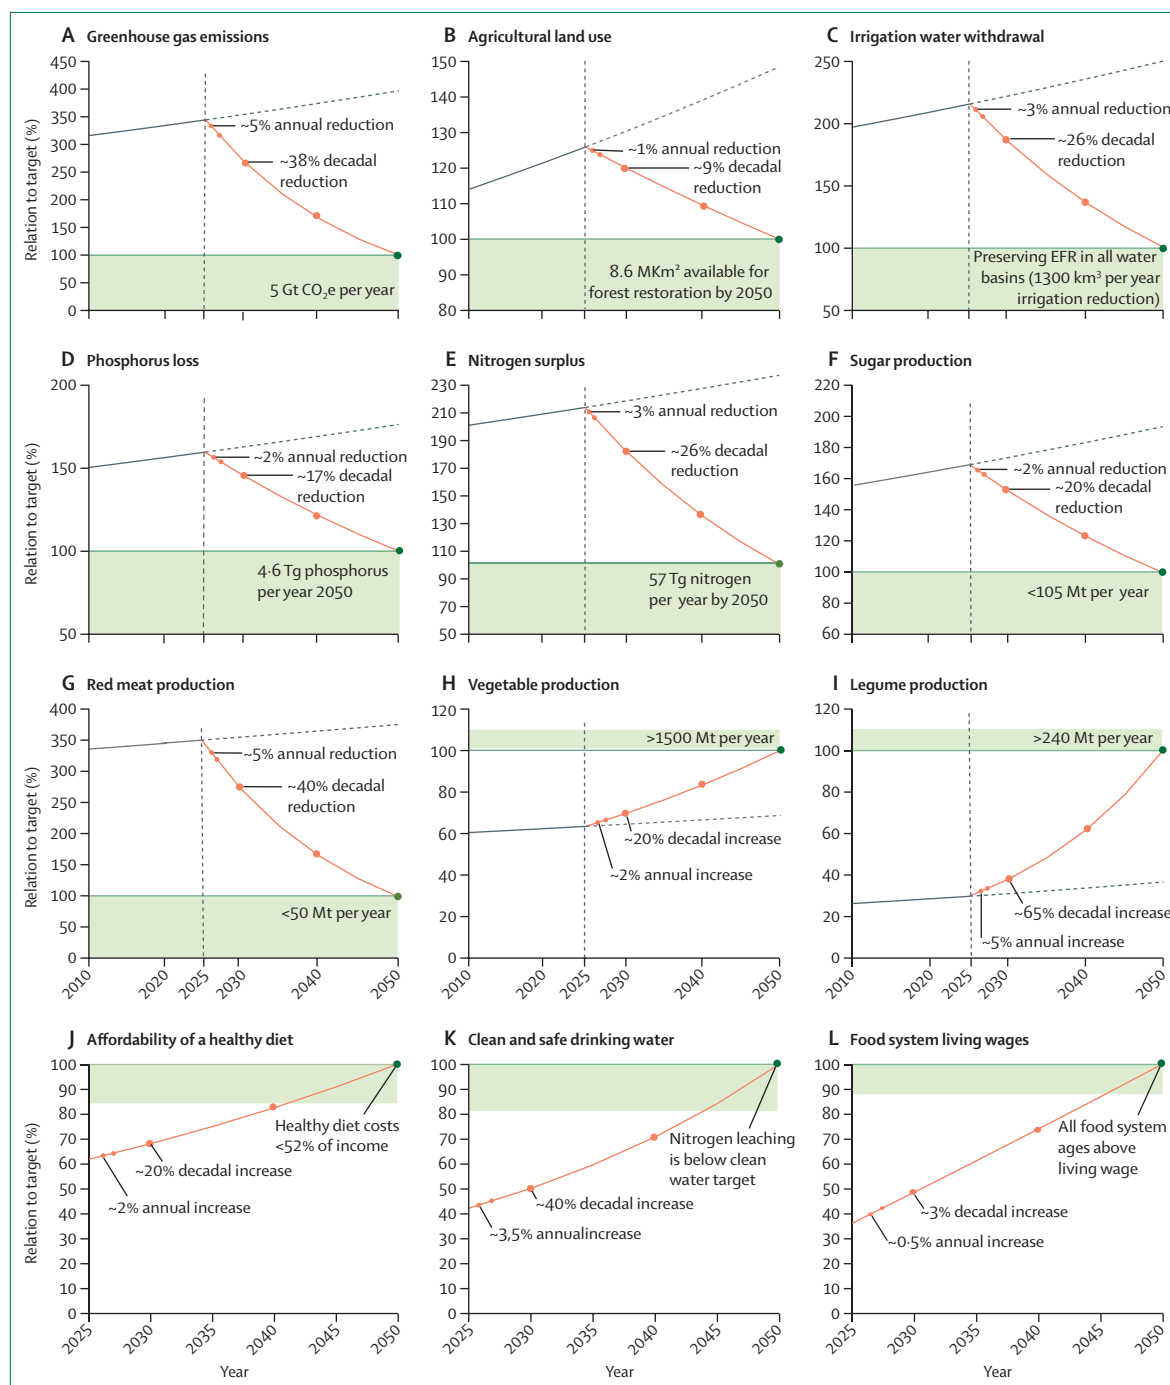 A Greenhouse gas emissions
B Agricultural land use
C Irrigation water withdrawal
Relation to target (%)
450
400
350
300
250
200
150
100
50
0
~5% annual reduction
~38% decadal
reduction
5 Gt CO₂e per year
150
140
130
120
110
100
90
80
~1% annual reduction
~9% decadal
reduction
8.6 MKm² available for
forest restoration by 2050
250
200
150
100
50
~3% annual reduction
~26% decadal
reduction
Preserving EFR in all water
basins (1300 km³ per year
irrigation reduction)
D Phosphorus loss
E Nitrogen surplus
F Sugar production
Relation to target (%)
200
150
100
50
~2% annual reduction
~17% decadal
reduction
4·6 Tg phosphorus
per year 2050
230
210
190
170
150
130
110
90
70
50
~3% annual reduction
~26% decadal
reduction
57 Tg nitrogen
per year by 2050
220
200
180
160
140
120
100
80
60
~2% annual reduction
~20% decadal
reduction
<105 Mt per year
G Red meat production
H Vegetable production
I Legume production
Relation to target (%)
400
350
300
250
200
150
100
50
0
~5% annual reduction
~40% decadal
reduction
<50 Mt per year
2010
2020
2025
2030
2040
2050
120
100
80
60
40
20
0
>1500 Mt per year
~20% decadal increase
~2% annual increase
2010
2020
2025
2030
2040
2050
120
100
80
60
40
20
0
>240 Mt per year
~65% decadal increase
~5% annual increase
2010
2020
2025
2030
2040
2050
J Affordability of a healthy diet
K Clean and safe drinking water
L Food system living wages
Relation to target (%)
100
90
80
70
60
50
40
30
20
10
0
Healthy diet costs
<52% of income
~20% decadal increase
~2% annual increase
2025
2030
2035
2040
2045
2050
Year
100
90
80
70
60
50
40
30
20
10
0
Nitrogen leaching
is below clean
water target
~40% decadal increase
~3,5% annualincrease
2025
2030
2035
2040
2045
2050
Year
100
90
80
70
60
50
40
30
20
10
0
All food system
ages above
living wage
~3% decadal increase
~0·5% annual increase
2025
2030
2035
2040
2045
2050
Year